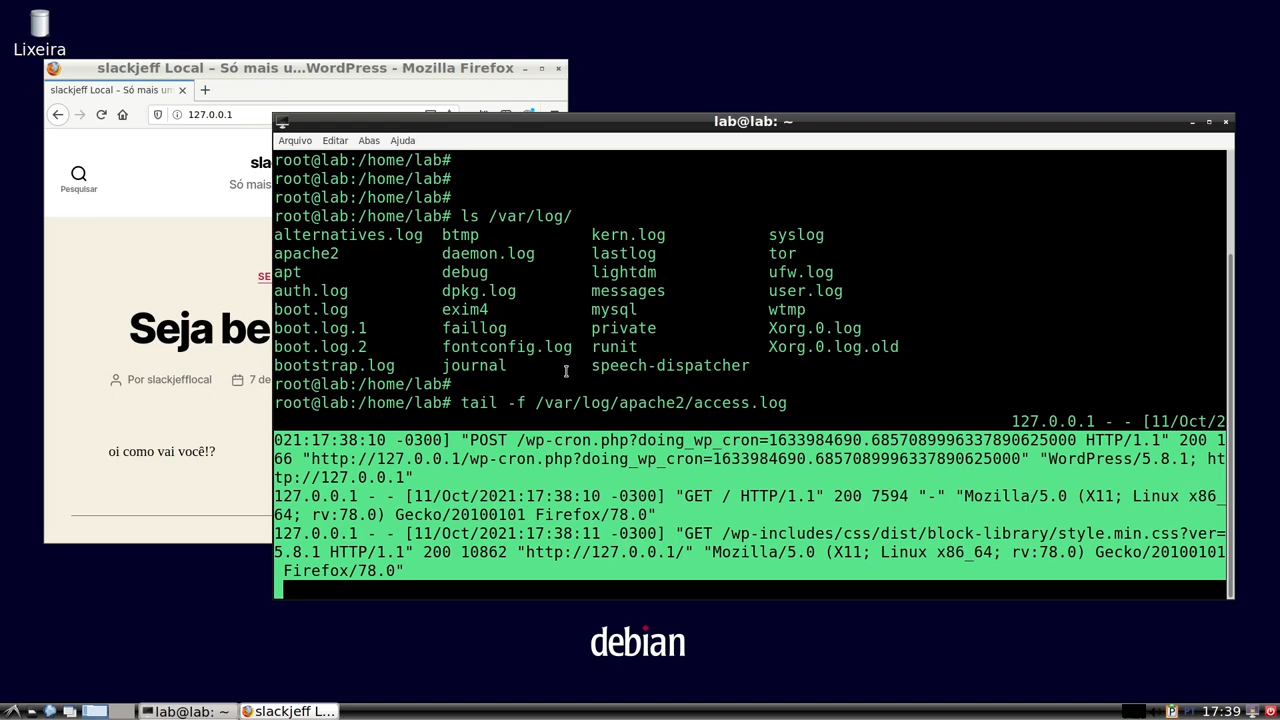 Lixeira
slackjeff Local – Só mais u...WordPress - Mozilla Firefox
slackjeff Local – Só mais um
127.0.0.1
Pesquisar
sla
Só mais
SE
Seja be
Por slackjefflocal
7 de
oi como vai você!?
lab@lab: ~
Arquivo Editar Abas Ajuda
root@lab:/home/lab#
root@lab:/home/lab#
root@lab:/home/lab#
root@lab:/home/lab# ls /var/log/
alternatives.log btmp kern.log syslog
apache2 daemon.log lastlog tor
apt debug lightdm ufw.log
auth.log dpkg.log messages user.log
boot.log exim4 mysql wtmp
boot.log.1 faillog private Xorg.0.log
boot.log.2 fontconfig.log runit Xorg.0.log.old
bootstrap.log journal speech-dispatcher
root@lab:/home/lab#
root@lab:/home/lab# tail -f /var/log/apache2/access.log
127.0.0.1 - - [11/Oct/2
021:17:38:10 -0300] "POST /wp-cron.php?doing_wp_cron=1633984690.6857089996337890625000 HTTP/1.1" 200 1
66 "http://127.0.0.1/wp-cron.php?doing_wp_cron=1633984690.6857089996337890625000" "WordPress/5.8.1; ht
tp://127.0.0.1"
127.0.0.1 - - [11/Oct/2021:17:38:10 -0300] "GET / HTTP/1.1" 200 7594 "-" "Mozilla/5.0 (X11; Linux x86_
64; rv:78.0) Gecko/20100101 Firefox/78.0"
127.0.0.1 - - [11/Oct/2021:17:38:11 -0300] "GET /wp-includes/css/dist/block-library/style.min.css?ver=
5.8.1 HTTP/1.1" 200 10862 "http://127.0.0.1/" "Mozilla/5.0 (X11; Linux x86_64; rv:78.0) Gecko/20100101
Firefox/78.0"
debian
lab@lab: ~
slackjeff L...
17:39